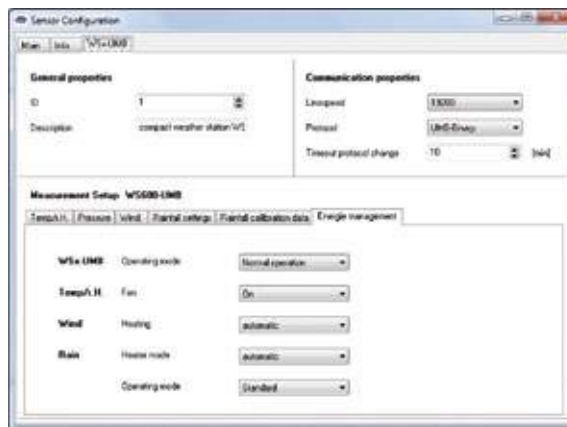 Sensor Configuration
Main Info WSx-UMB
General properties
ID 1
Description compact weather station WS
Communication properties
Linespeed 19200
Protocol UMB-Binary
Timeout protocol change 10 [min]
Measurement Setup WS600-UMB
Temp/r.H. Pressure Wind Rainfall settings Rainfall calibration data Energie management
WSx-UMB Operating mode Normal operation
Temp/r.H. Fan On
Wind Heating automatic
Rain Heater mode automatic
Operating mode Standard